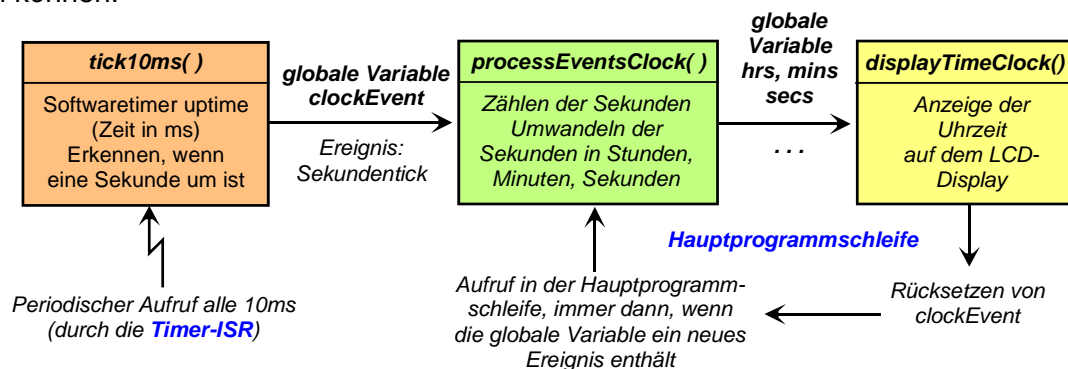 können.
tick10ms( )
Softwaretimer uptime
(Zeit in ms)
Erkennen, wenn
eine Sekunde um ist
globale Variable
clockEvent
Ereignis:
Sekundentick
processEventsClock( )
Zählen der Sekunden
Umwandeln der
Sekunden in Stunden,
Minuten, Sekunden
globale
Variable
hrs, mins
secs
. . .
displayTimeClock()
Anzeige der
Uhrzeit
auf dem LCD-
Display
Hauptprogrammschleife
Periodischer Aufruf alle 10ms
(durch die Timer-ISR)
Aufruf in der Hauptprogramm-
schleife, immer dann, wenn
die globale Variable ein neues
Ereignis enthält
Rücksetzen von
clockEvent